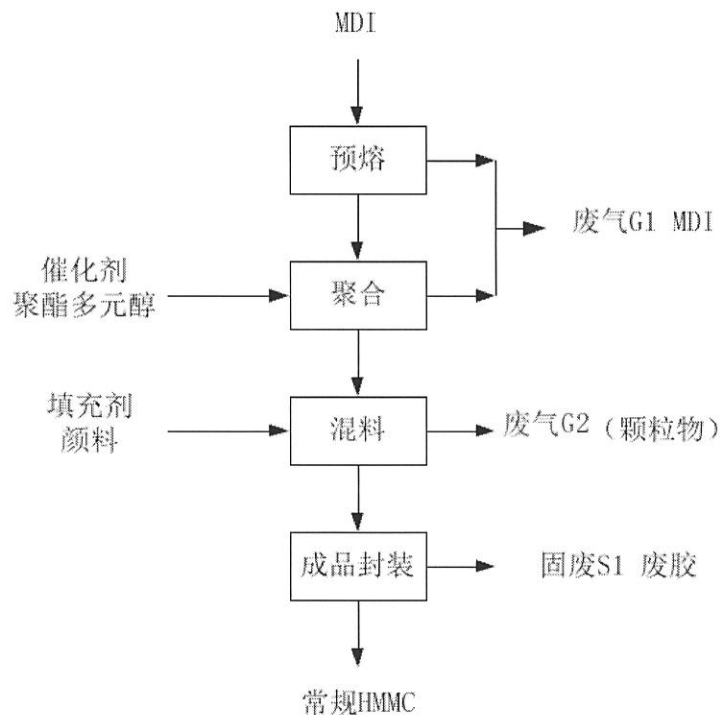 MDI
预熔
废气G1 MDI
催化剂
聚酯多元醇
聚合
填充剂
颜料
混料
废气G2（颗粒物）
成品封装
固废S1 废胶
常规HMMC